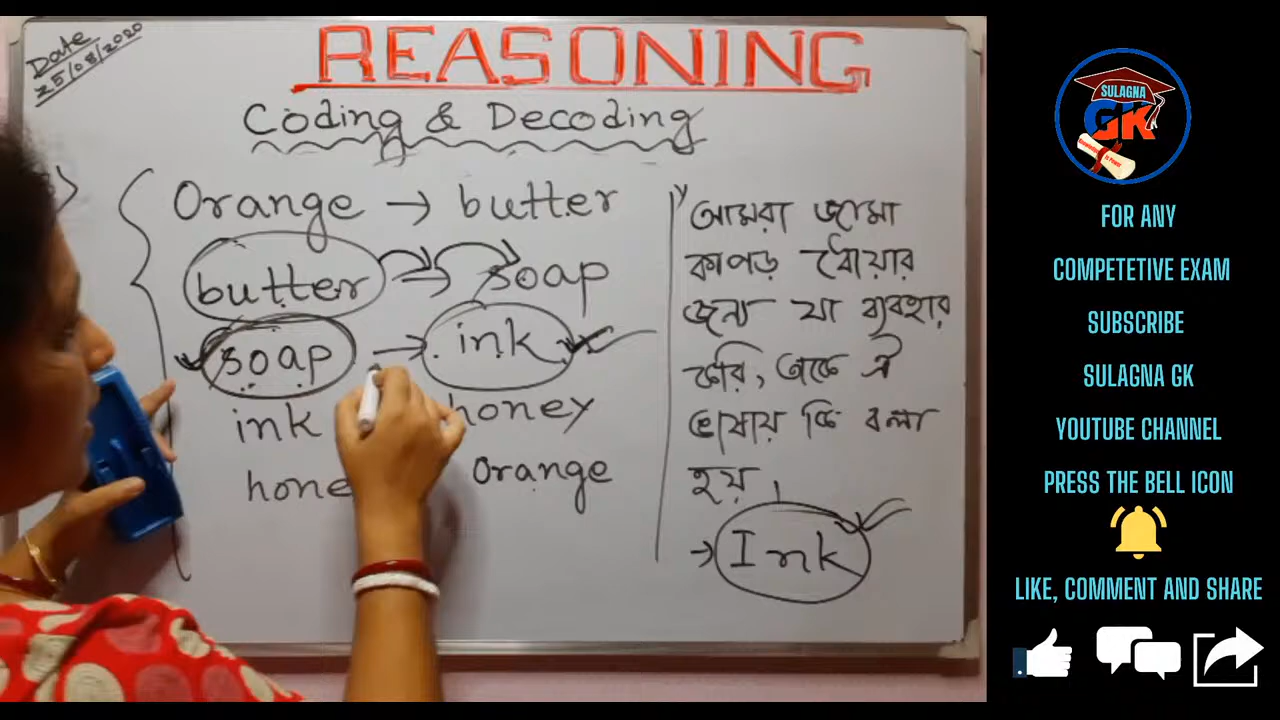 Date
25/08/2020
REASONING
Coding & Decoding
Orange → butter
butter → soap
soap → ink
ink honey
hone Orange
আমরা জামা
কাপড় ধোয়ার
জন্য যা ব্যবহার
করি, তাকে ঐ
ভাষায় কি বলা
হয়।
→ Ink
SULAGNA
GK
FOR ANY
COMPETETIVE EXAM
SUBSCRIBE
SULAGNA GK
YOUTUBE CHANNEL
PRESS THE BELL ICON
LIKE, COMMENT AND SHARE